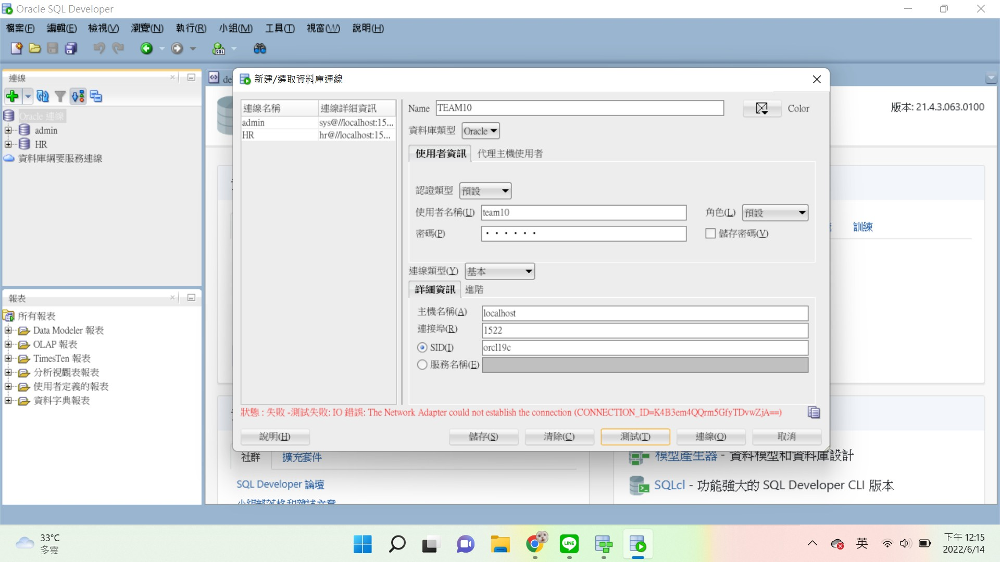 Oracle SQL Developer
檔案(F) 編輯(E) 檢視(V) 瀏覽(N) 執行(R) 小組(M) 工具(T) 視窗(W) 說明(H)
連線
Oracle 連線
admin
HR
資料庫綱要服務連線
報表
所有報表
Data Modeler 報表
OLAP 報表
TimesTen 報表
分析視觀表報表
使用者定義的報表
資料字典報表
de
新建/選取資料庫連線
連線名稱 連線詳細資訊
admin sys@//localhost:15...
HR hr@//localhost:15...
Name TEAM10 Color
資料庫類型 Oracle
使用者資訊 代理主機使用者
認證類型 預設
使用者名稱(U) team10 角色(L) 預設
密碼(P) ······ 儲存密碼(V)
連線類型(Y) 基本
詳細資訊 進階
主機名稱(A) localhost
連接埠(R) 1522
SID(I) orcl19c
服務名稱(E)
狀態 : 失敗 -測試失敗: IO 錯誤: The Network Adapter could not establish the connection (CONNECTION_ID=K4B3em4QQrm5GfyTDvwZjA==)
說明(H) 儲存(S) 清除(C) 測試(T) 連線(O) 取消
版本: 21.4.3.063.0100
訓練
社群 擴充套件
SQL Developer 論壇
小組部落格和雜誌文章
模型產生器 - 資料模型和資料庫設計
SQLcl - 功能強大的 SQL Developer CLI 版本
33°C
多雲
LINE
英
下午 12:15
2022/6/14